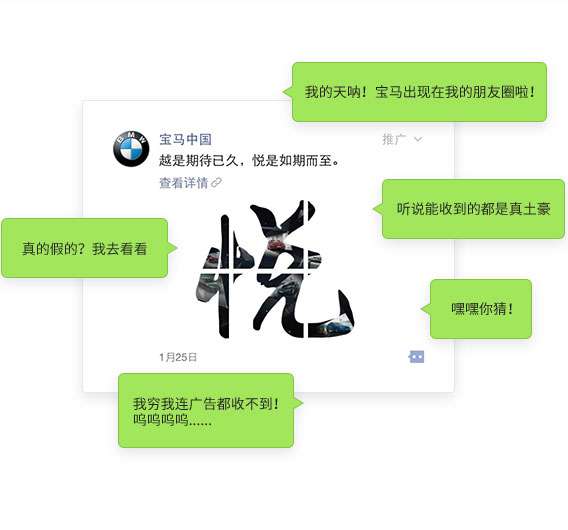 我的天呐！宝马出现在我的朋友圈啦！
BMW
宝马中国
推广
越是期待已久，悦是如期而至。
查看详情
听说能收到的都是真土豪
真的假的？我去看看
悦
嘿嘿你猜！
1月25日
我穷我连广告都收不到！
呜呜呜呜......